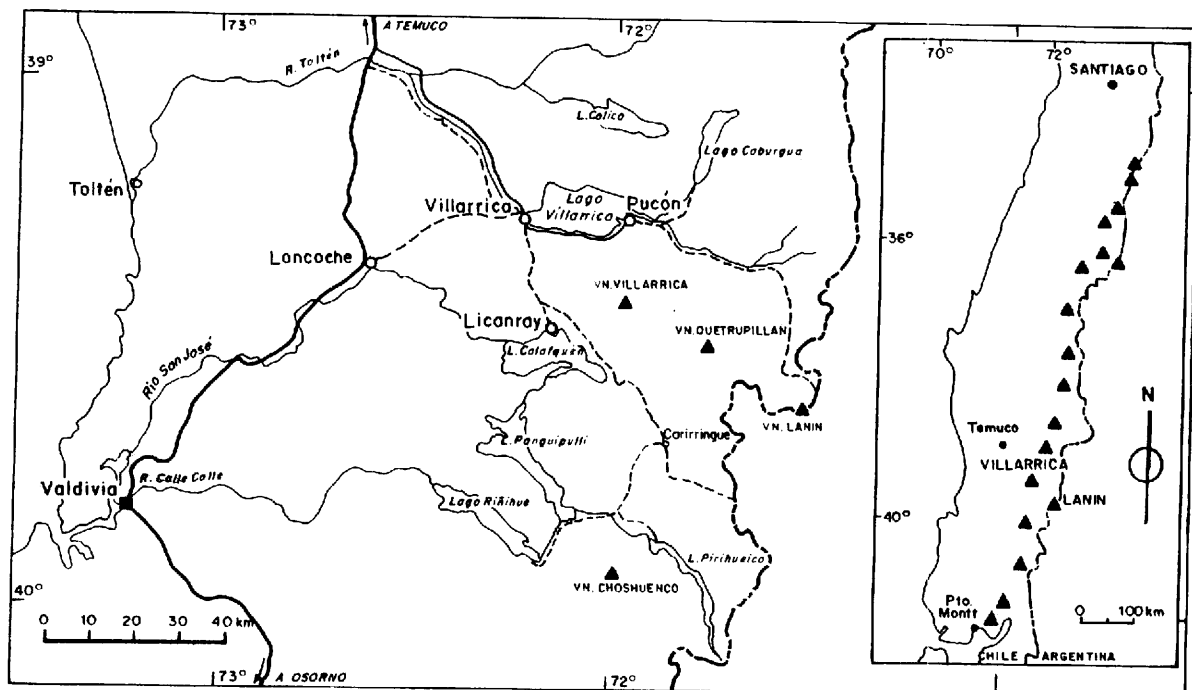 73°
A TEMUCO
72°
39°
R. Toltén
L. Colico
Lago Caburgua
Toltén
Villarrica
Lago
Villarrica
Pucón
Loncoche
VN. VILLARRICA
Licanray
VN. QUETRUPILLAN
L. Calafquén
Rio San José
VN. LANIN
L. Panguipulli
Carirringue
Valdivia
R. Calle Calle
Lago Riñihue
L. Pirihueico
VN. CHOSHUENCO
40°
0 10 20 30 40 km
73°
A OSORNO
72°
70°
72°
SANTIAGO
36°
N
Temuco
VILLARRICA
LANIN
40°
Pto.
Montt
0 100 km
CHILE ARGENTINA